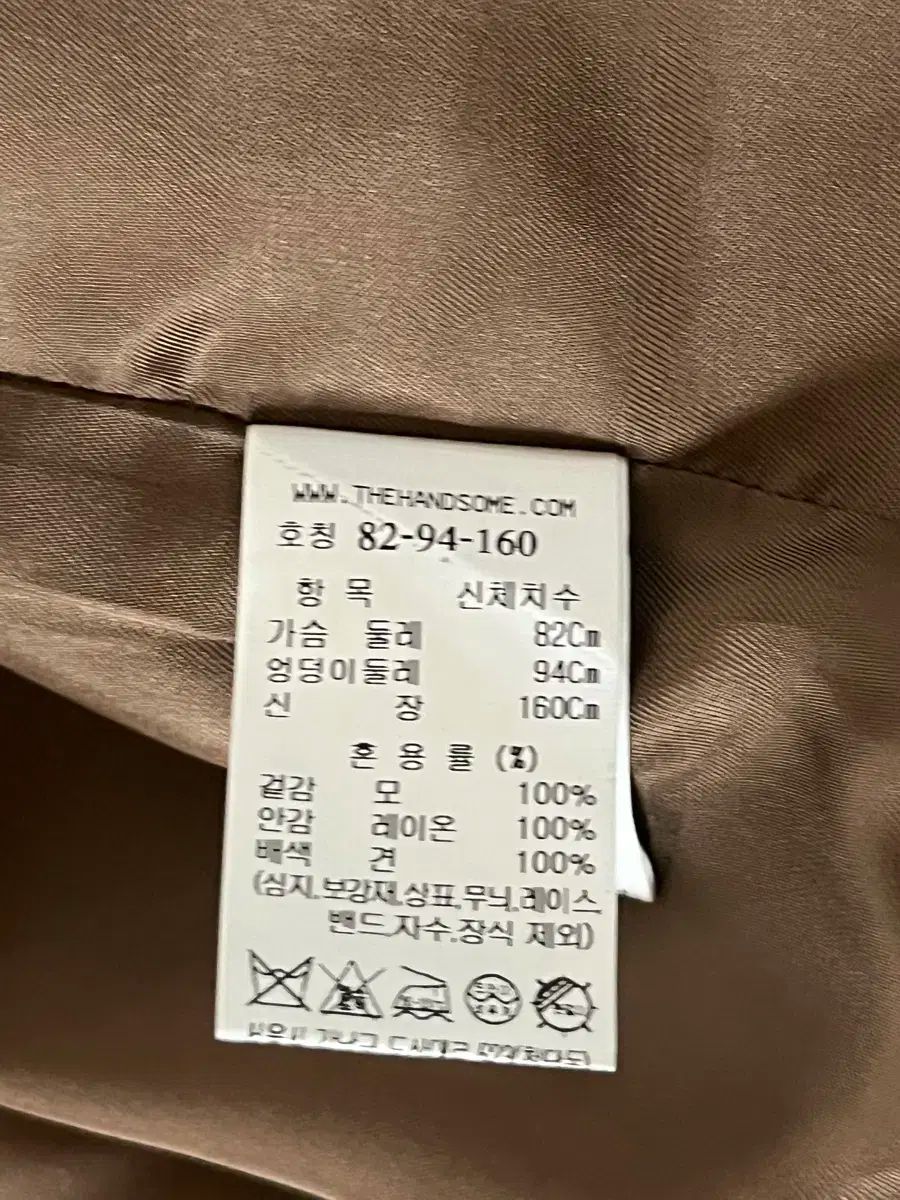 WWW.THEHANDSOME.COM
호칭 82-94-160
항 목 신체치수
가슴 둘레 82Cm
엉덩이둘레 94Cm
신 장 160Cm
혼 용 률 (%)
겉감 모 100%
안감 레이온 100%
배색 견 100%
(심지.보강재.상표.무늬.레이스
밴드.자수.장식 제외)